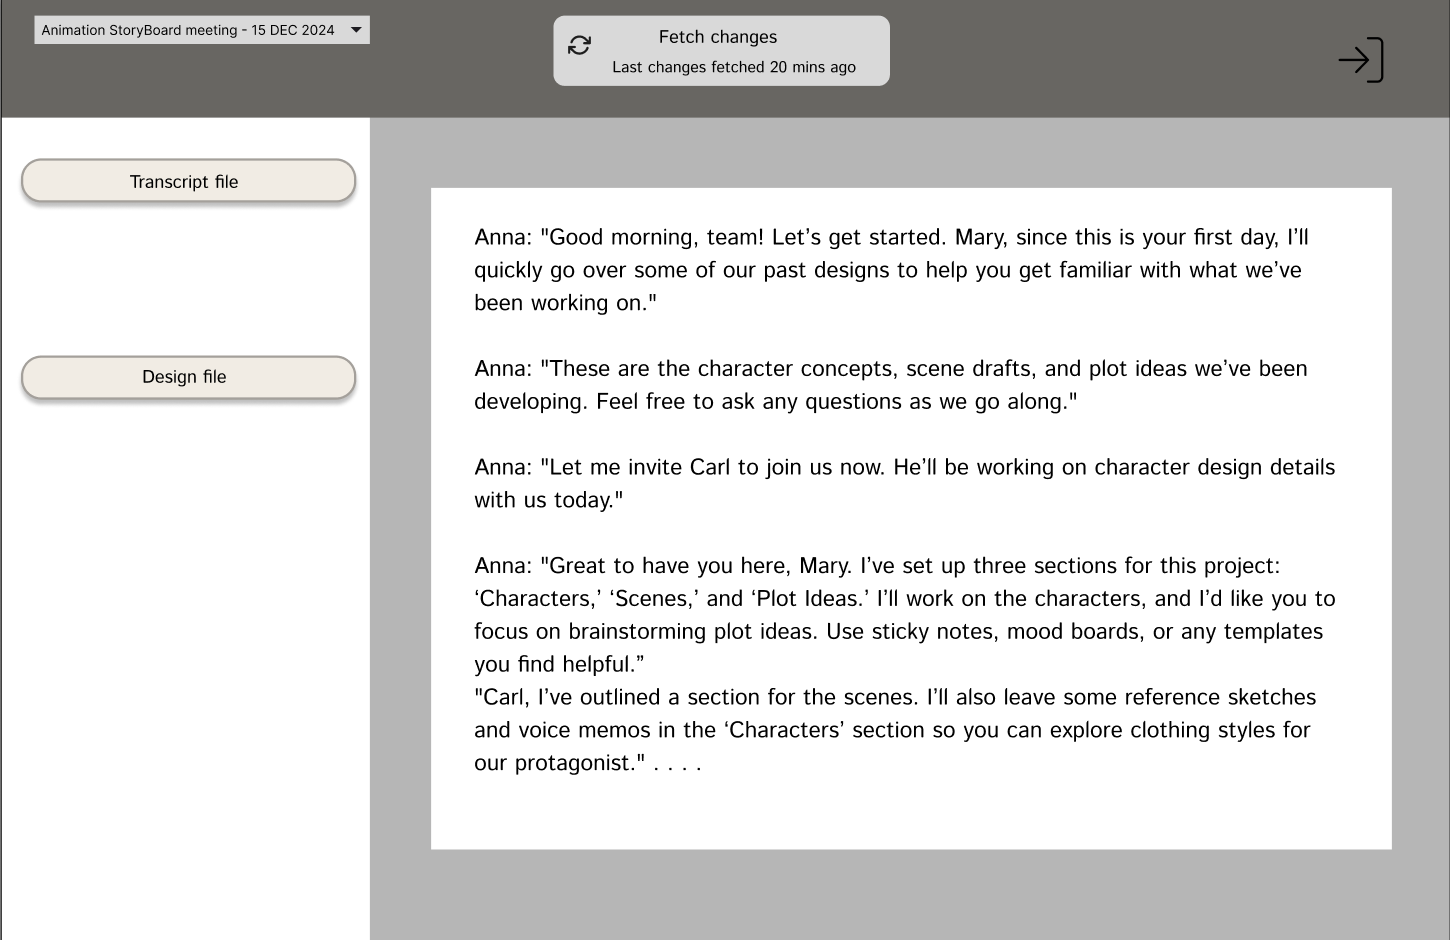 Animation StoryBoard meeting - 15 DEC 2024
Fetch changes
Last changes fetched 20 mins ago
Transcript file
Design file
Anna: "Good morning, team! Let’s get started. Mary, since this is your first day, I’ll
quickly go over some of our past designs to help you get familiar with what we’ve
been working on."
Anna: "These are the character concepts, scene drafts, and plot ideas we’ve been
developing. Feel free to ask any questions as we go along."
Anna: "Let me invite Carl to join us now. He’ll be working on character design details
with us today."
Anna: "Great to have you here, Mary. I’ve set up three sections for this project:
‘Characters,’ ‘Scenes,’ and ‘Plot Ideas.’ I’ll work on the characters, and I’d like you to
focus on brainstorming plot ideas. Use sticky notes, mood boards, or any templates
you find helpful.”
"Carl, I’ve outlined a section for the scenes. I’ll also leave some reference sketches
and voice memos in the ‘Characters’ section so you can explore clothing styles for
our protagonist." . . . .